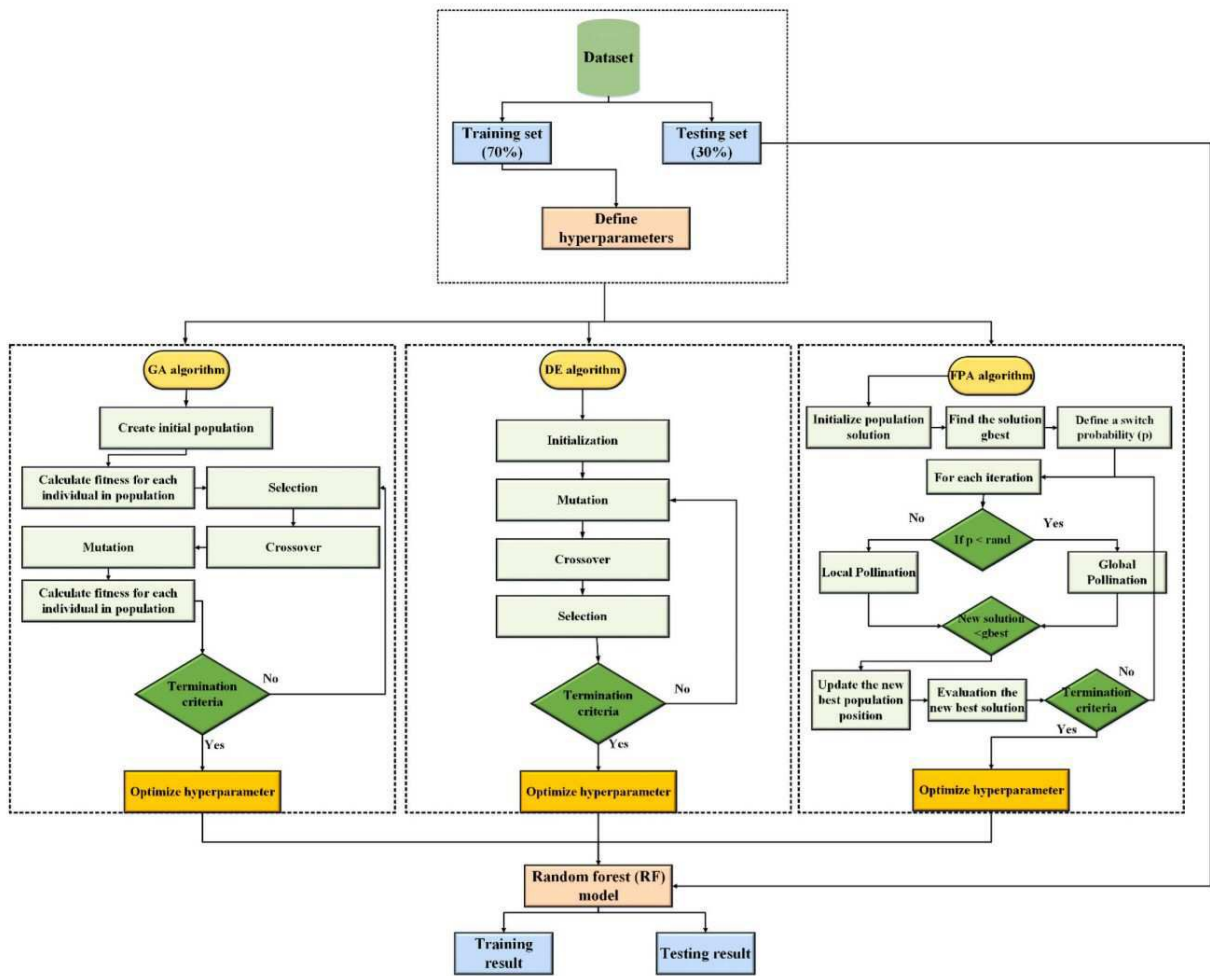 Dataset
Training set
(70%)
Testing set
(30%)
Define
hyperparameters
GA algorithm
Create initial population
Calculate fitness for each
individual in population
Selection
Mutation
Crossover
Calculate fitness for each
individual in population
Termination
criteria
No
Yes
Optimize hyperparameter
DE algorithm
Initialization
Mutation
Crossover
Selection
Termination
criteria
No
Yes
Optimize hyperparameter
FPA algorithm
Initialize population
solution
Find the solution
gbest
Define a switch
probability (p)
For each iteration
No
Yes
If p < rand
Local Pollination
Global
Pollination
New solution
<gbest
Update the new
best population
position
Evaluation the
new best solution
Termination
criteria
No
Yes
Optimize hyperparameter
Random forest (RF)
model
Training
result
Testing result